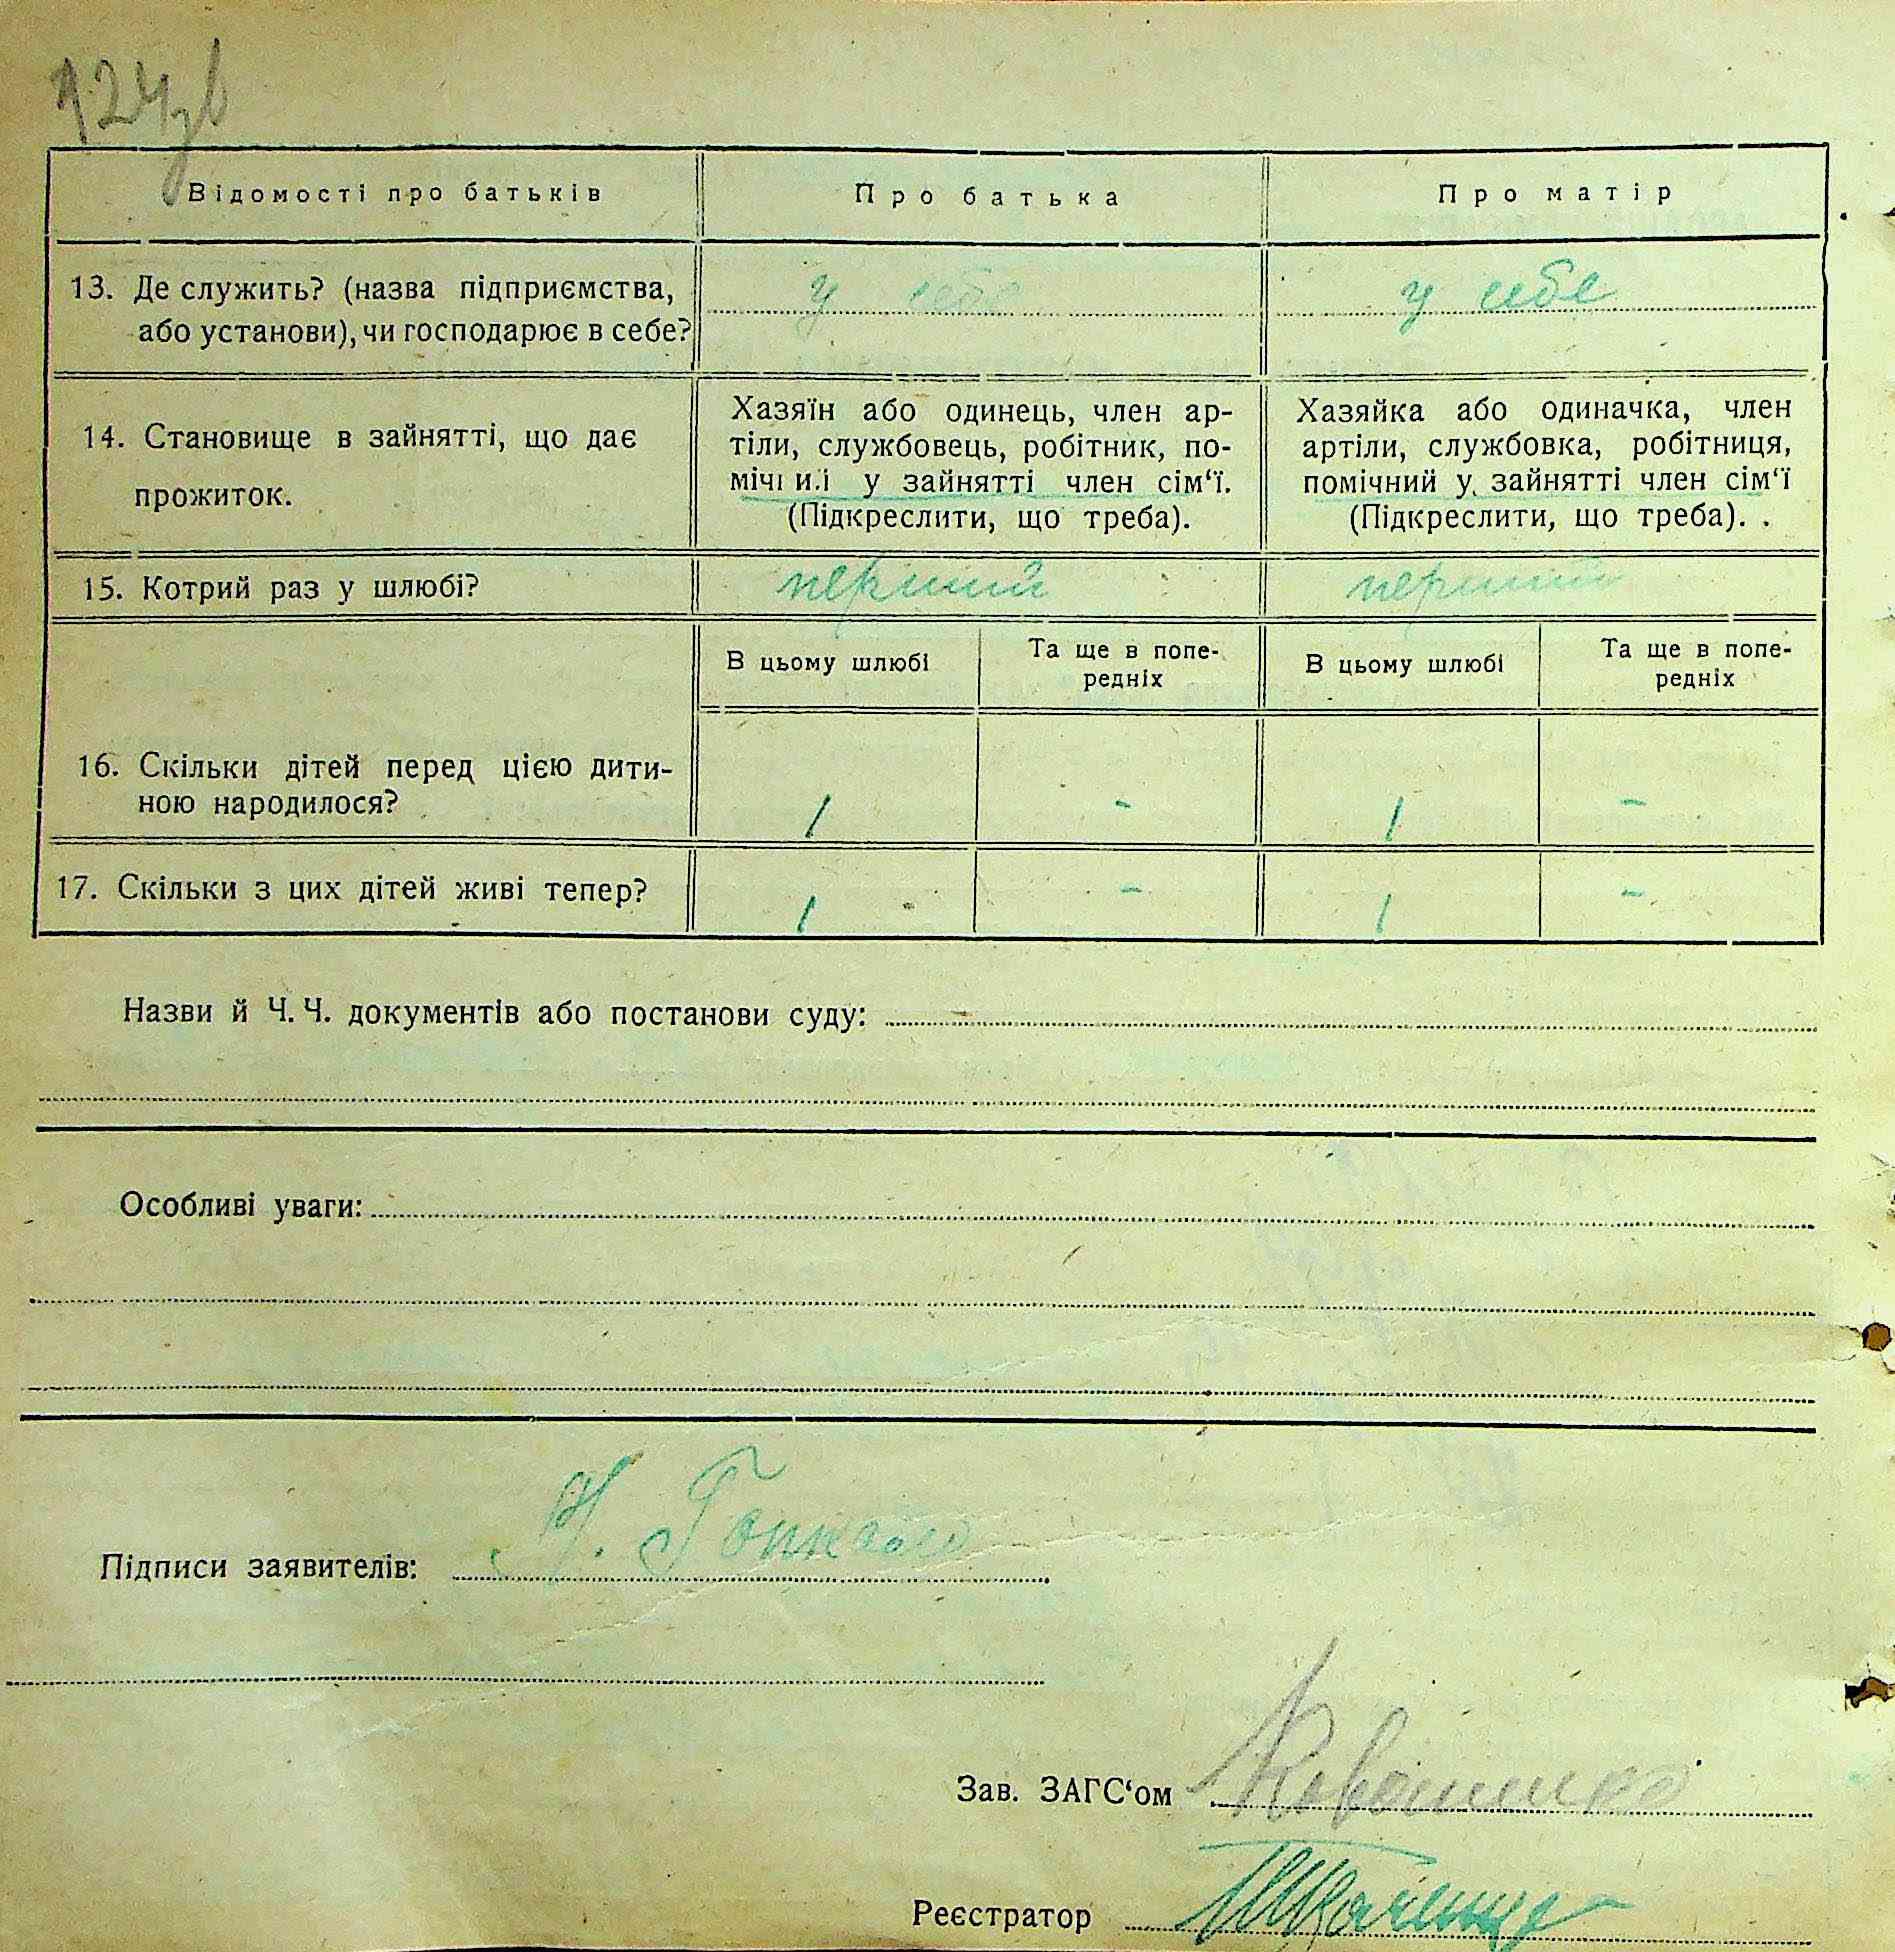 124зв
Відомості про батьків
Про батька
Про матір
13. Де служить? (назва підприємства,
або установи), чи господарює в себе?
у себе
у себе
14. Становище в зайнятті, що дає
прожиток.
Хазяїн або одинець, член ар-
тіли, службовець, робітник, по-
мічний у зайнятті член сім‘ї.
(Підкреслити, що треба).
Хазяйка або одиначка, член
артіли, службовка, робітниця,
помічний у зайнятті член сім‘ї
(Підкреслити, що треба).
15. Котрий раз у шлюбі?
перший
перший
В цьому шлюбі
Та ще в попе-
редніх
В цьому шлюбі
Та ще в попе-
редніх
16. Скільки дітей перед цією дити-
ною народилося?
1 - 1 -
17. Скільки з цих дітей живі тепер?
1 - 1 -
Назви й Ч. Ч. документів або постанови суду:
Особливі уваги:
Підписи заявителів:
Зав. ЗАГС‘ом
Реєстратор